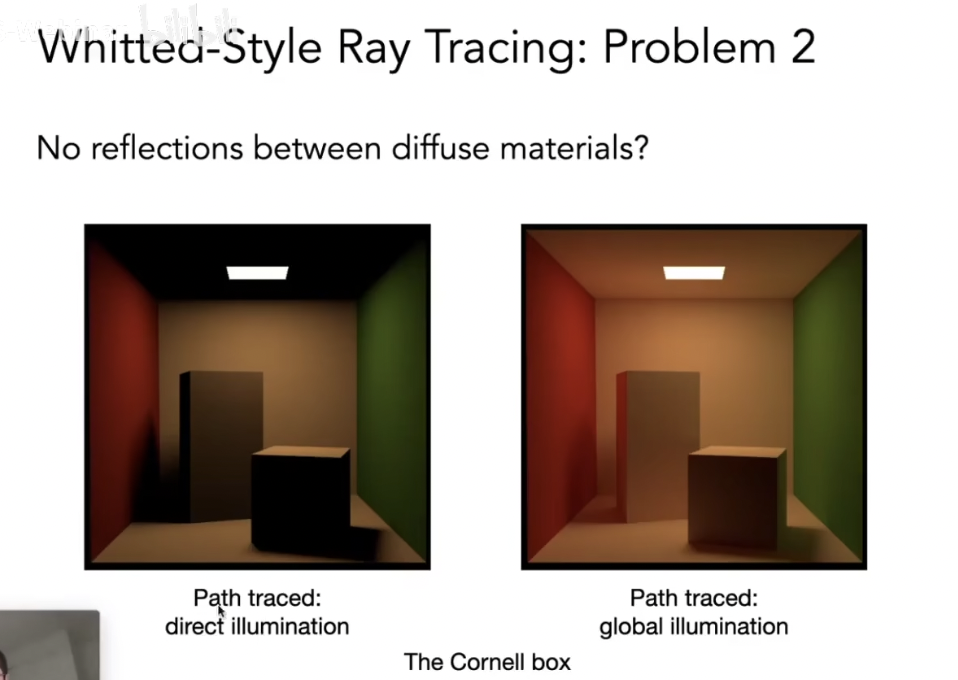 Whitted-Style Ray Tracing: Problem 2
No reflections between diffuse materials?
Path traced:
direct illumination
Path traced:
global illumination
The Cornell box